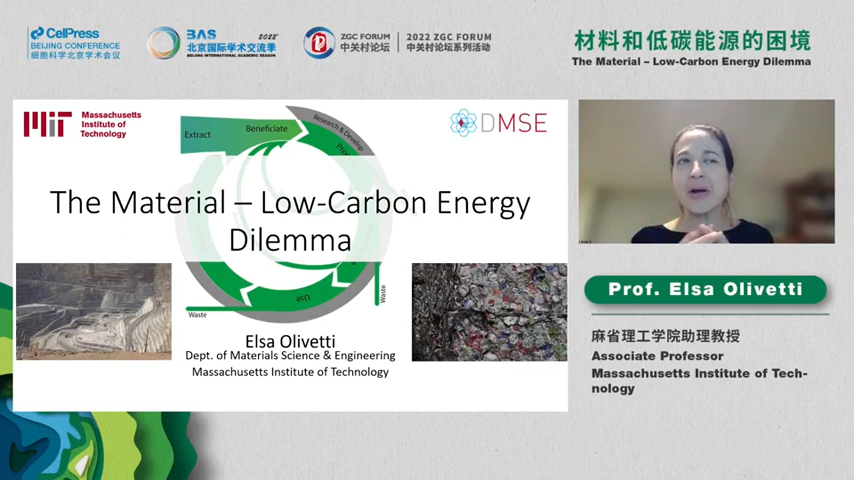 CellPress
BEIJING CONFERENCE
细胞科学北京学术会议
BAS 2022
北京国际学术交流季
BEIJING INTERNATIONAL ACADEMIC SEASON
ZGC FORUM
中关村论坛
2022 ZGC FORUM
中关村论坛系列活动
材料和低碳能源的困境
The Material – Low-Carbon Energy Dilemma
MIT
Massachusetts
Institute of
Technology
Extract
Beneficiate
Research & Develop
DMSE
The Material – Low-Carbon Energy
Dilemma
Use
Waste
Waste
Elsa Olivetti
Dept. of Materials Science & Engineering
Massachusetts Institute of Technology
Prof. Elsa Olivetti
麻省理工学院助理教授
Associate Professor
Massachusetts Institute of Tech-
nology